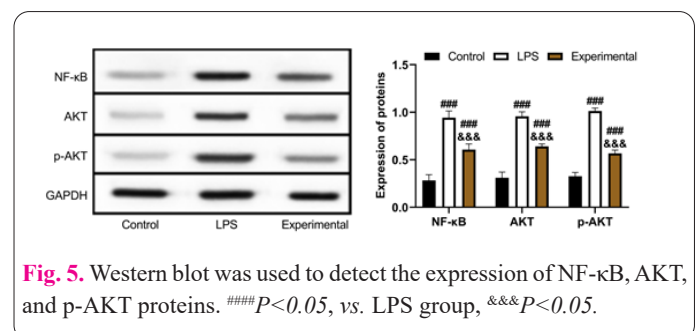 NF-κB
AKT
p-AKT
GAPDH
Control LPS Experimental
Control LPS Experimental
Expression of proteins
1.5
1.0
0.5
0.0
### ### ###
### ### ###
&&& &&& &&&
NF-κB AKT p-AKT
Fig. 5. Western blot was used to detect the expression of NF-κB, AKT,
and p-AKT proteins. ####P<0.05, vs. LPS group, &&&P<0.05.